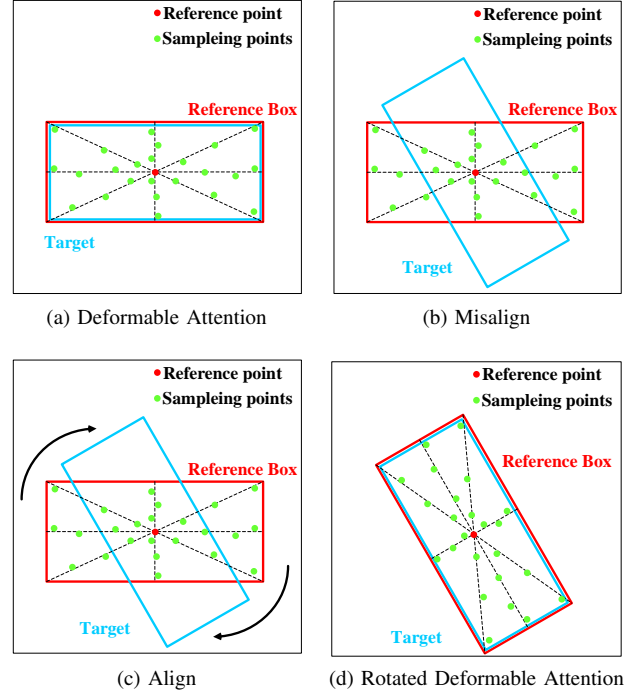 Reference point
Sampleing points
Reference Box
Target
(a) Deformable Attention
Reference point
Sampleing points
Reference Box
Target
(b) Misalign
Reference point
Sampleing points
Reference Box
Target
(c) Align
Reference point
Sampleing points
Reference Box
Target
(d) Rotated Deformable Attention